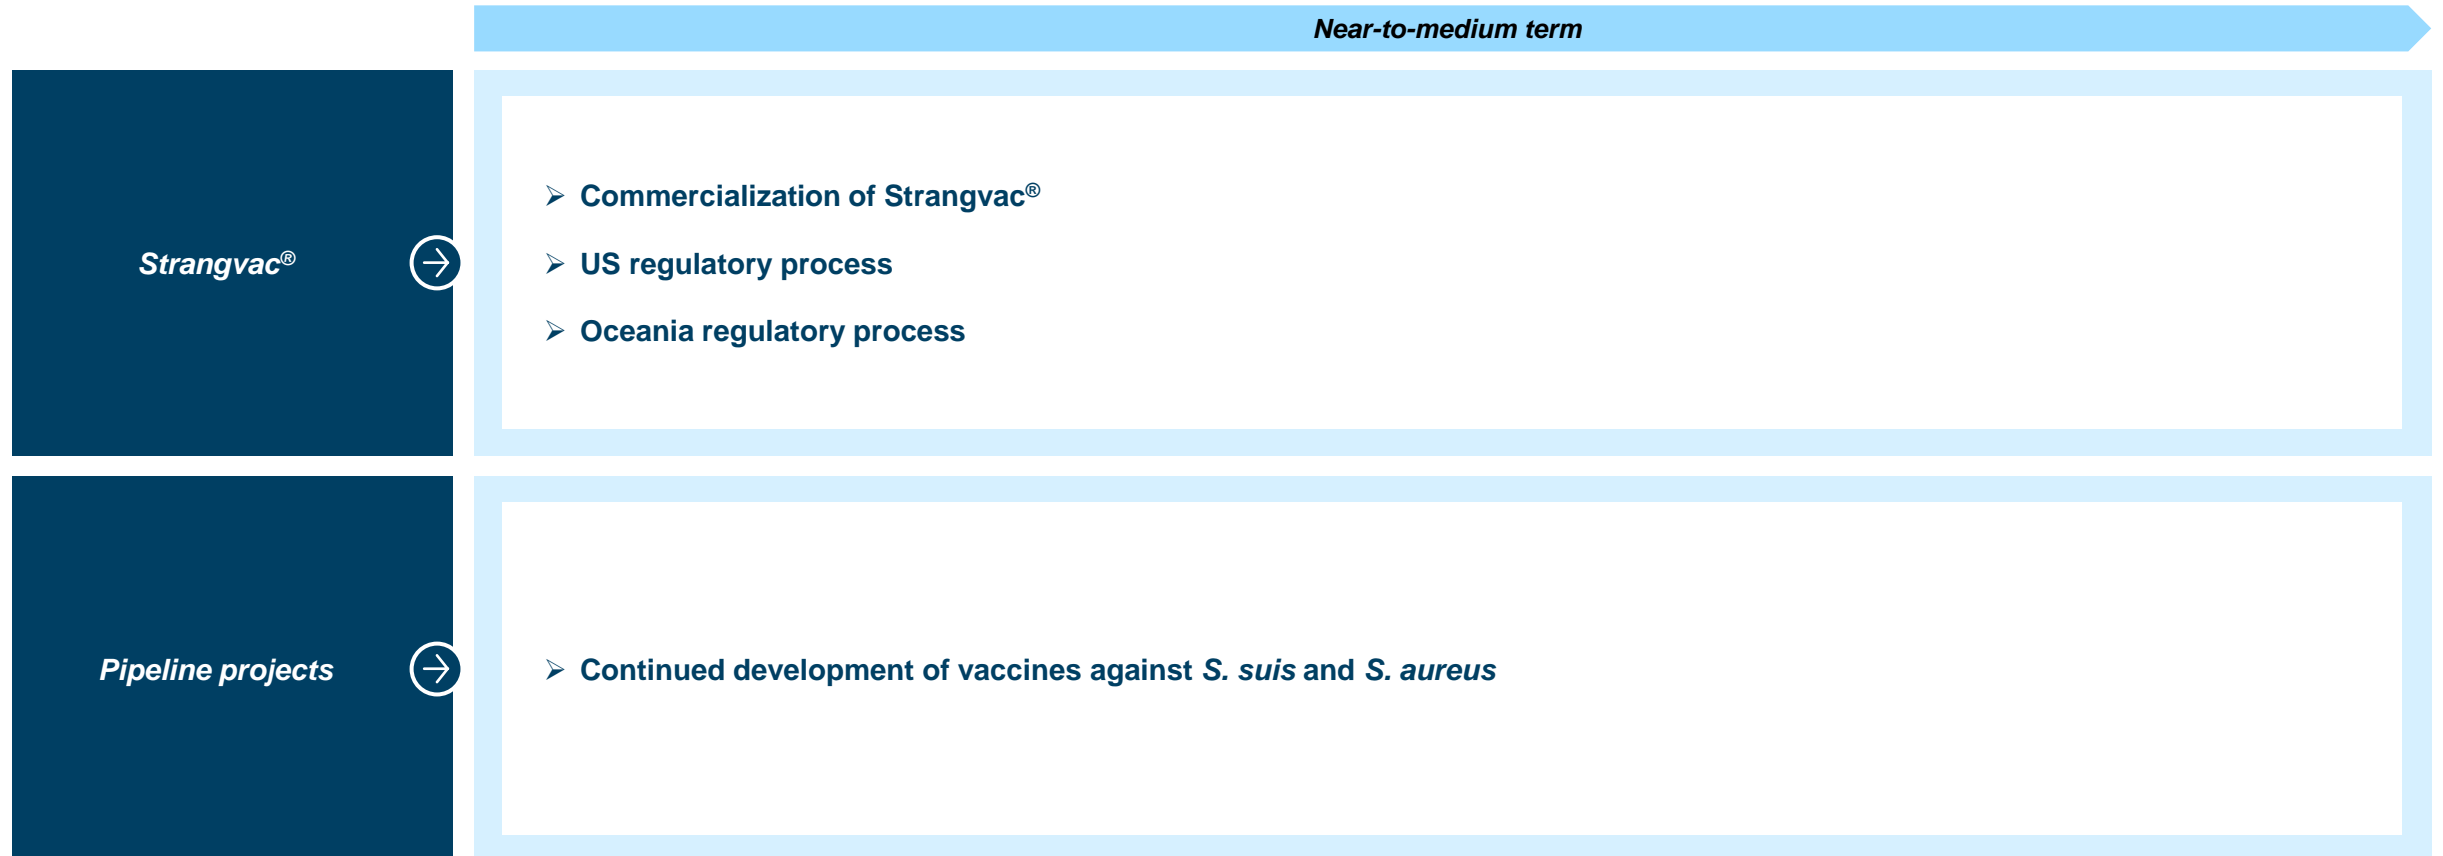 Near-to-medium term
Strangvac®
➢ Commercialization of Strangvac®
➢ US regulatory process
➢ Oceania regulatory process
Pipeline projects
➢ Continued development of vaccines against S. suis and S. aureus